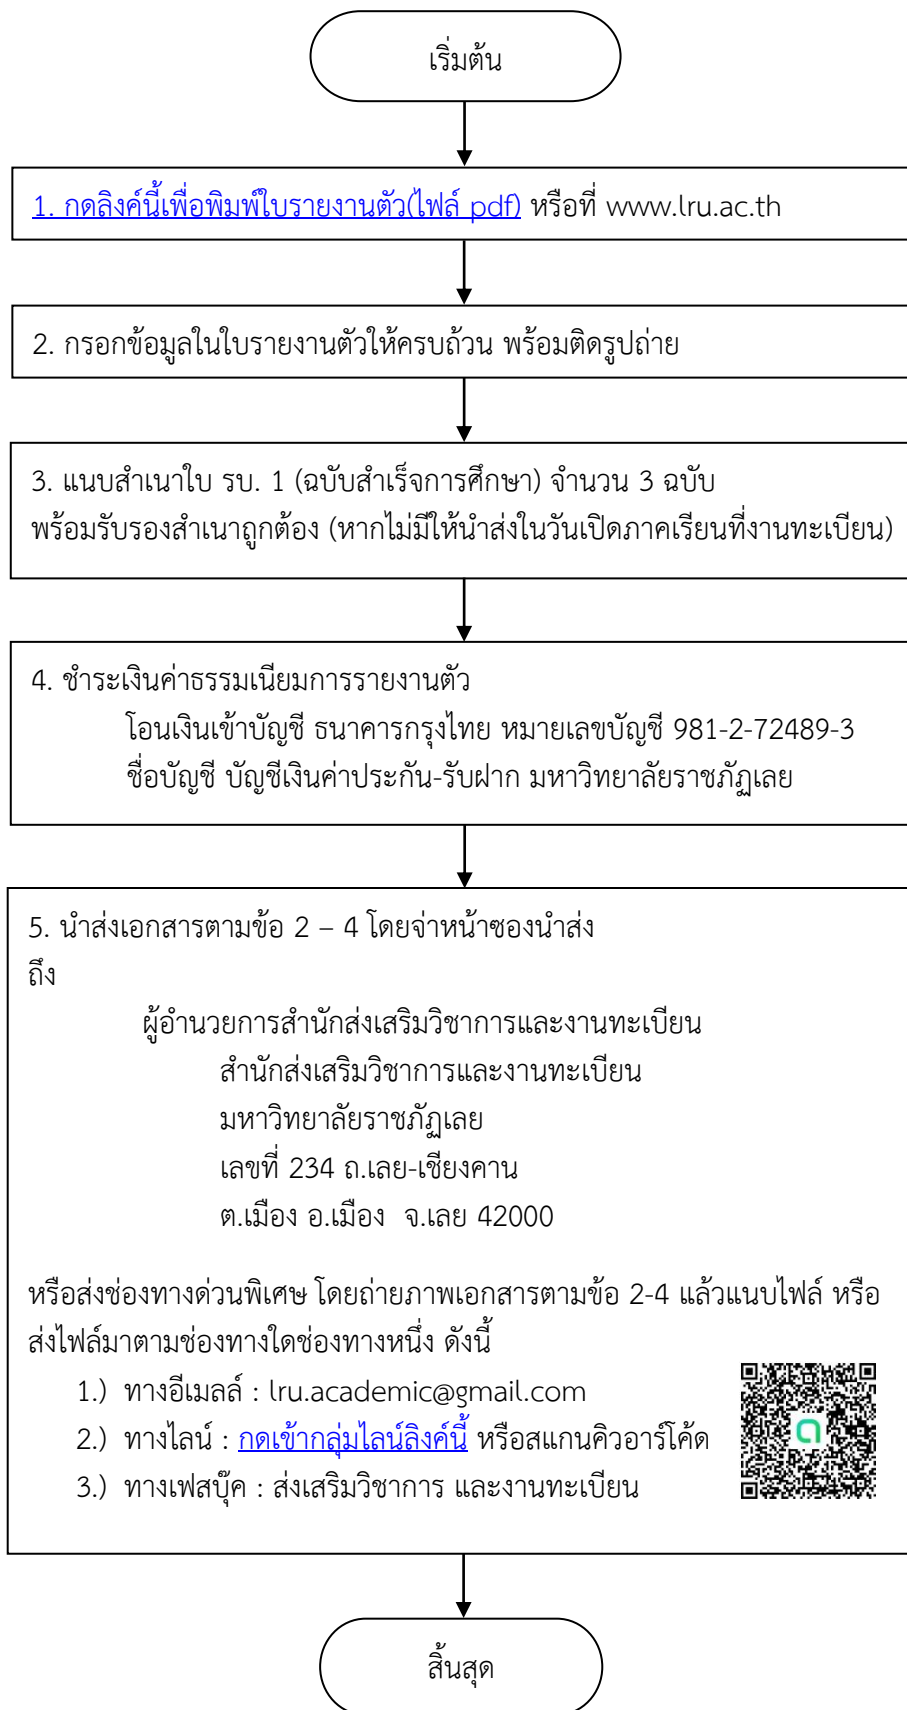 เริ่มต้น
1. กดลิงค์นี้เพื่อพิมพ์ใบรายงานตัว(ไฟล์ pdf) หรือที่ www.lru.ac.th
2. กรอกข้อมูลในใบรายงานตัวให้ครบถ้วน พร้อมติดรูปถ่าย
3. แนบสำเนาใบ รบ. 1 (ฉบับสำเร็จการศึกษา) จำนวน 3 ฉบับ
พร้อมรับรองสำเนาถูกต้อง (หากไม่มีให้นำส่งในวันเปิดภาคเรียนที่งานทะเบียน)
4. ชำระเงินค่าธรรมเนียมการรายงานตัว
โอนเงินเข้าบัญชี ธนาคารกรุงไทย หมายเลขบัญชี 981-2-72489-3
ชื่อบัญชี บัญชีเงินค่าประกัน-รับฝาก มหาวิทยาลัยราชภัฏเลย
5. นำส่งเอกสารตามข้อ 2 – 4 โดยจ่าหน้าซองนำส่ง
ถึง
ผู้อำนวยการสำนักส่งเสริมวิชาการและงานทะเบียน
สำนักส่งเสริมวิชาการและงานทะเบียน
มหาวิทยาลัยราชภัฏเลย
เลขที่ 234 ถ.เลย-เชียงคาน
ต.เมือง อ.เมือง จ.เลย 42000
หรือส่งช่องทางด่วนพิเศษ โดยถ่ายภาพเอกสารตามข้อ 2-4 แล้วแนบไฟล์ หรือ
ส่งไฟล์มาตามช่องทางใดช่องทางหนึ่ง ดังนี้
1.) ทางอีเมลล์ : lru.academic@gmail.com
2.) ทางไลน์ : กดเข้ากลุ่มไลน์ลิงค์นี้ หรือสแกนคิวอาร์โค้ด
3.) ทางเฟสบุ๊ค : ส่งเสริมวิชาการ และงานทะเบียน
สิ้นสุด